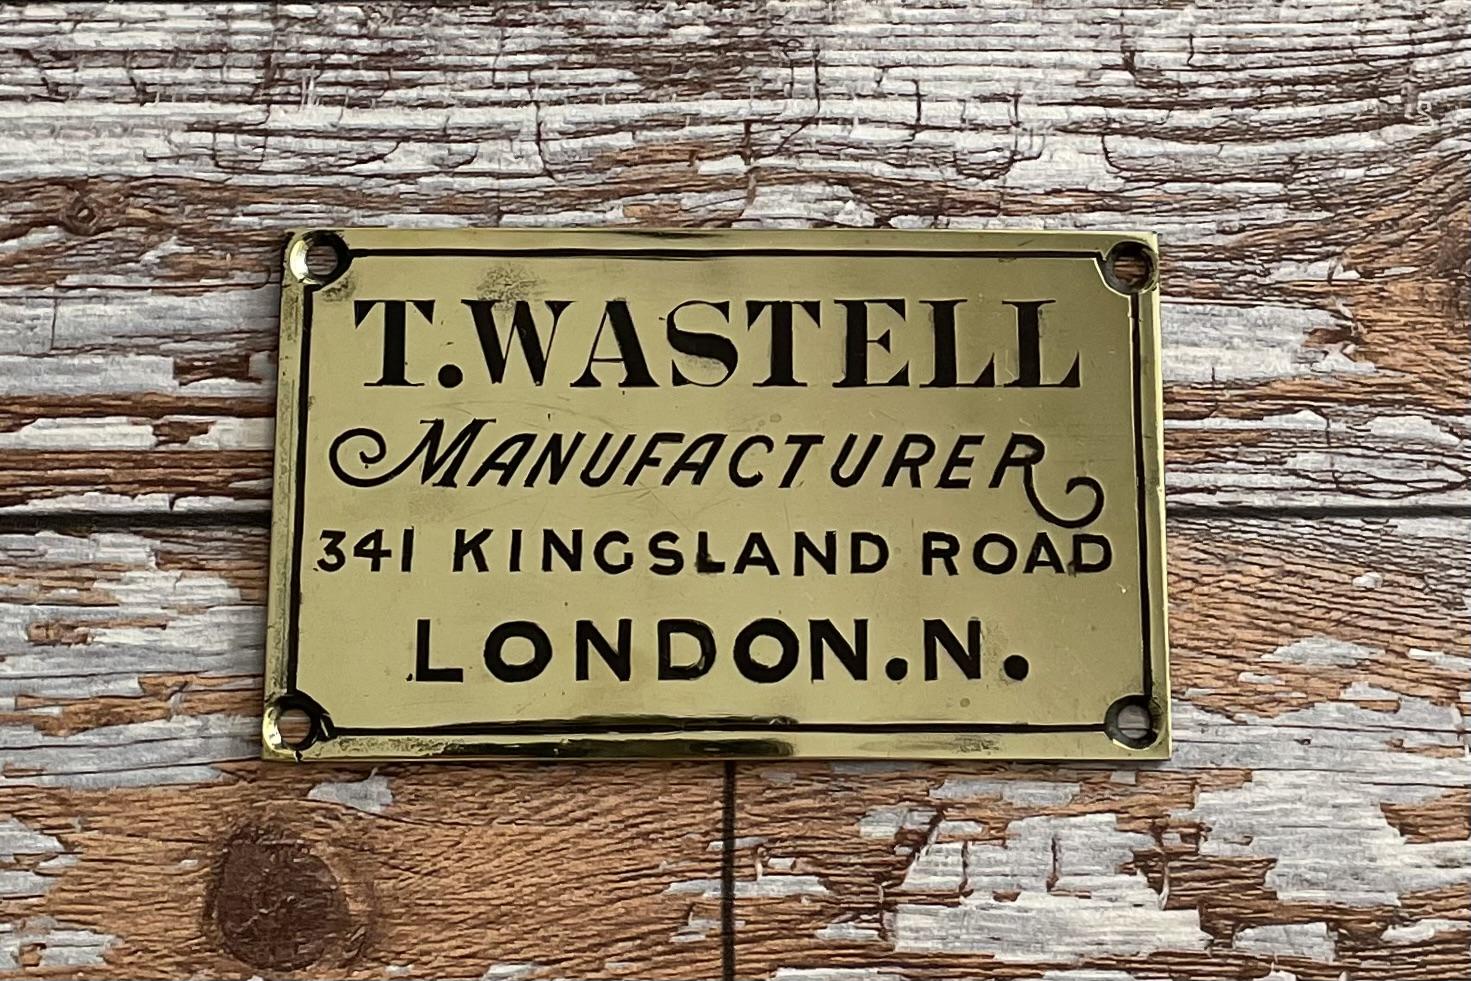 T. WASTELL
MANUFACTURER
341 KINGSLAND ROAD
LONDON. N.